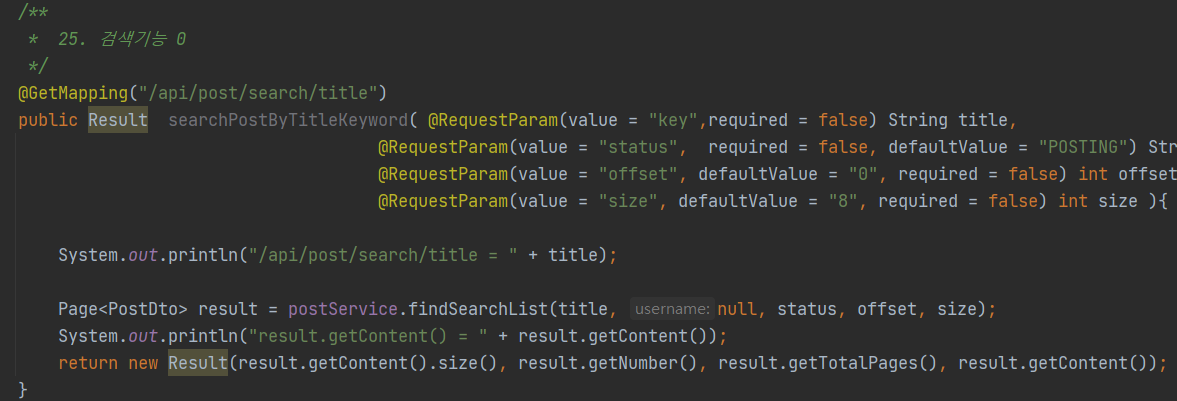 /**
 *  25. 검색기능 0
 */
@GetMapping("/api/post/search/title")
public Result  searchPostByTitleKeyword( @RequestParam(value = "key",required = false) String title,
@RequestParam(value = "status",  required = false, defaultValue = "POSTING") Str
@RequestParam(value = "offset", defaultValue = "0", required = false) int offset
@RequestParam(value = "size", defaultValue = "8", required = false) int size ){
System.out.println("/api/post/search/title = " + title);
Page<PostDto> result = postService.findSearchList(title, username: null, status, offset, size);
System.out.println("result.getContent() = " + result.getContent());
return new Result(result.getContent().size(), result.getNumber(), result.getTotalPages(), result.getContent());
}